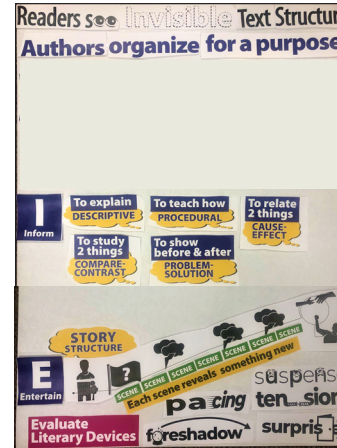 Readers see Invisible Text Structur
Authors organize for a purpose
I
Inform
To explain
DESCRIPTIVE
To teach how
PROCEDURAL
To relate
2 things
CAUSE-
EFFECT
To study
2 things
COMPARE-
CONTRAST
To show
before & after
PROBLEM-
SOLUTION
STORY
STRUCTURE
E
Entertain
?
SCENE SCENE SCENE SCENE SCENE SCENE SCENE
Each scene reveals something new
suspens
pacing
ten sion
Evaluate
Literary Devices
foreshadow
surpris